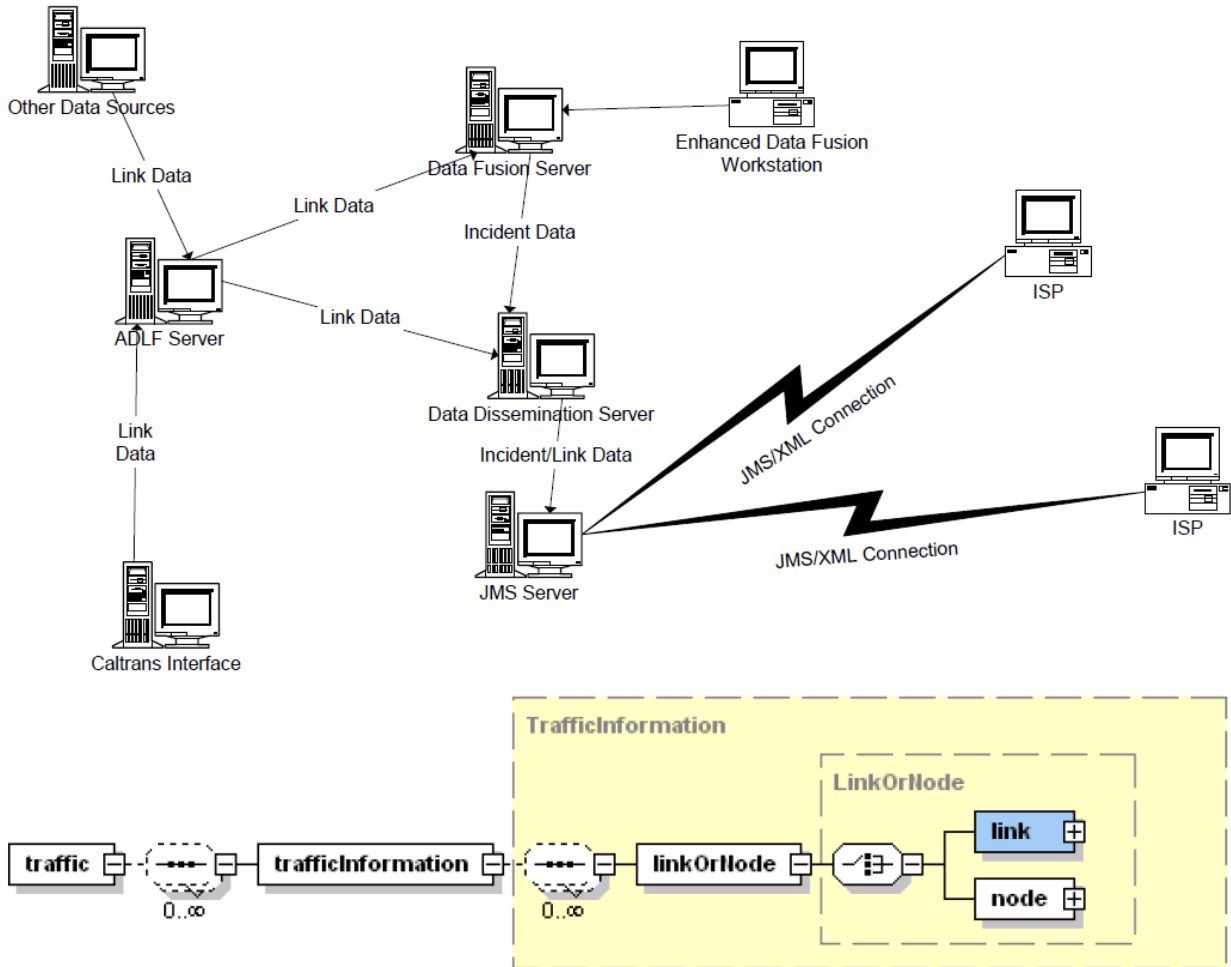 Other Data Sources
Link Data
Data Fusion Server
Enhanced Data Fusion
Workstation
Link Data
Incident Data
ISP
ADLF Server
Link Data
Data Dissemination Server
Link
Data
Incident/Link Data
JMS/XML Connection
ISP
JMS/XML Connection
JMS Server
Caltrans Interface
TrafficInformation
LinkOrNode
link
traffic
trafficInformation
linkOrNode
node
0..∞
0..∞